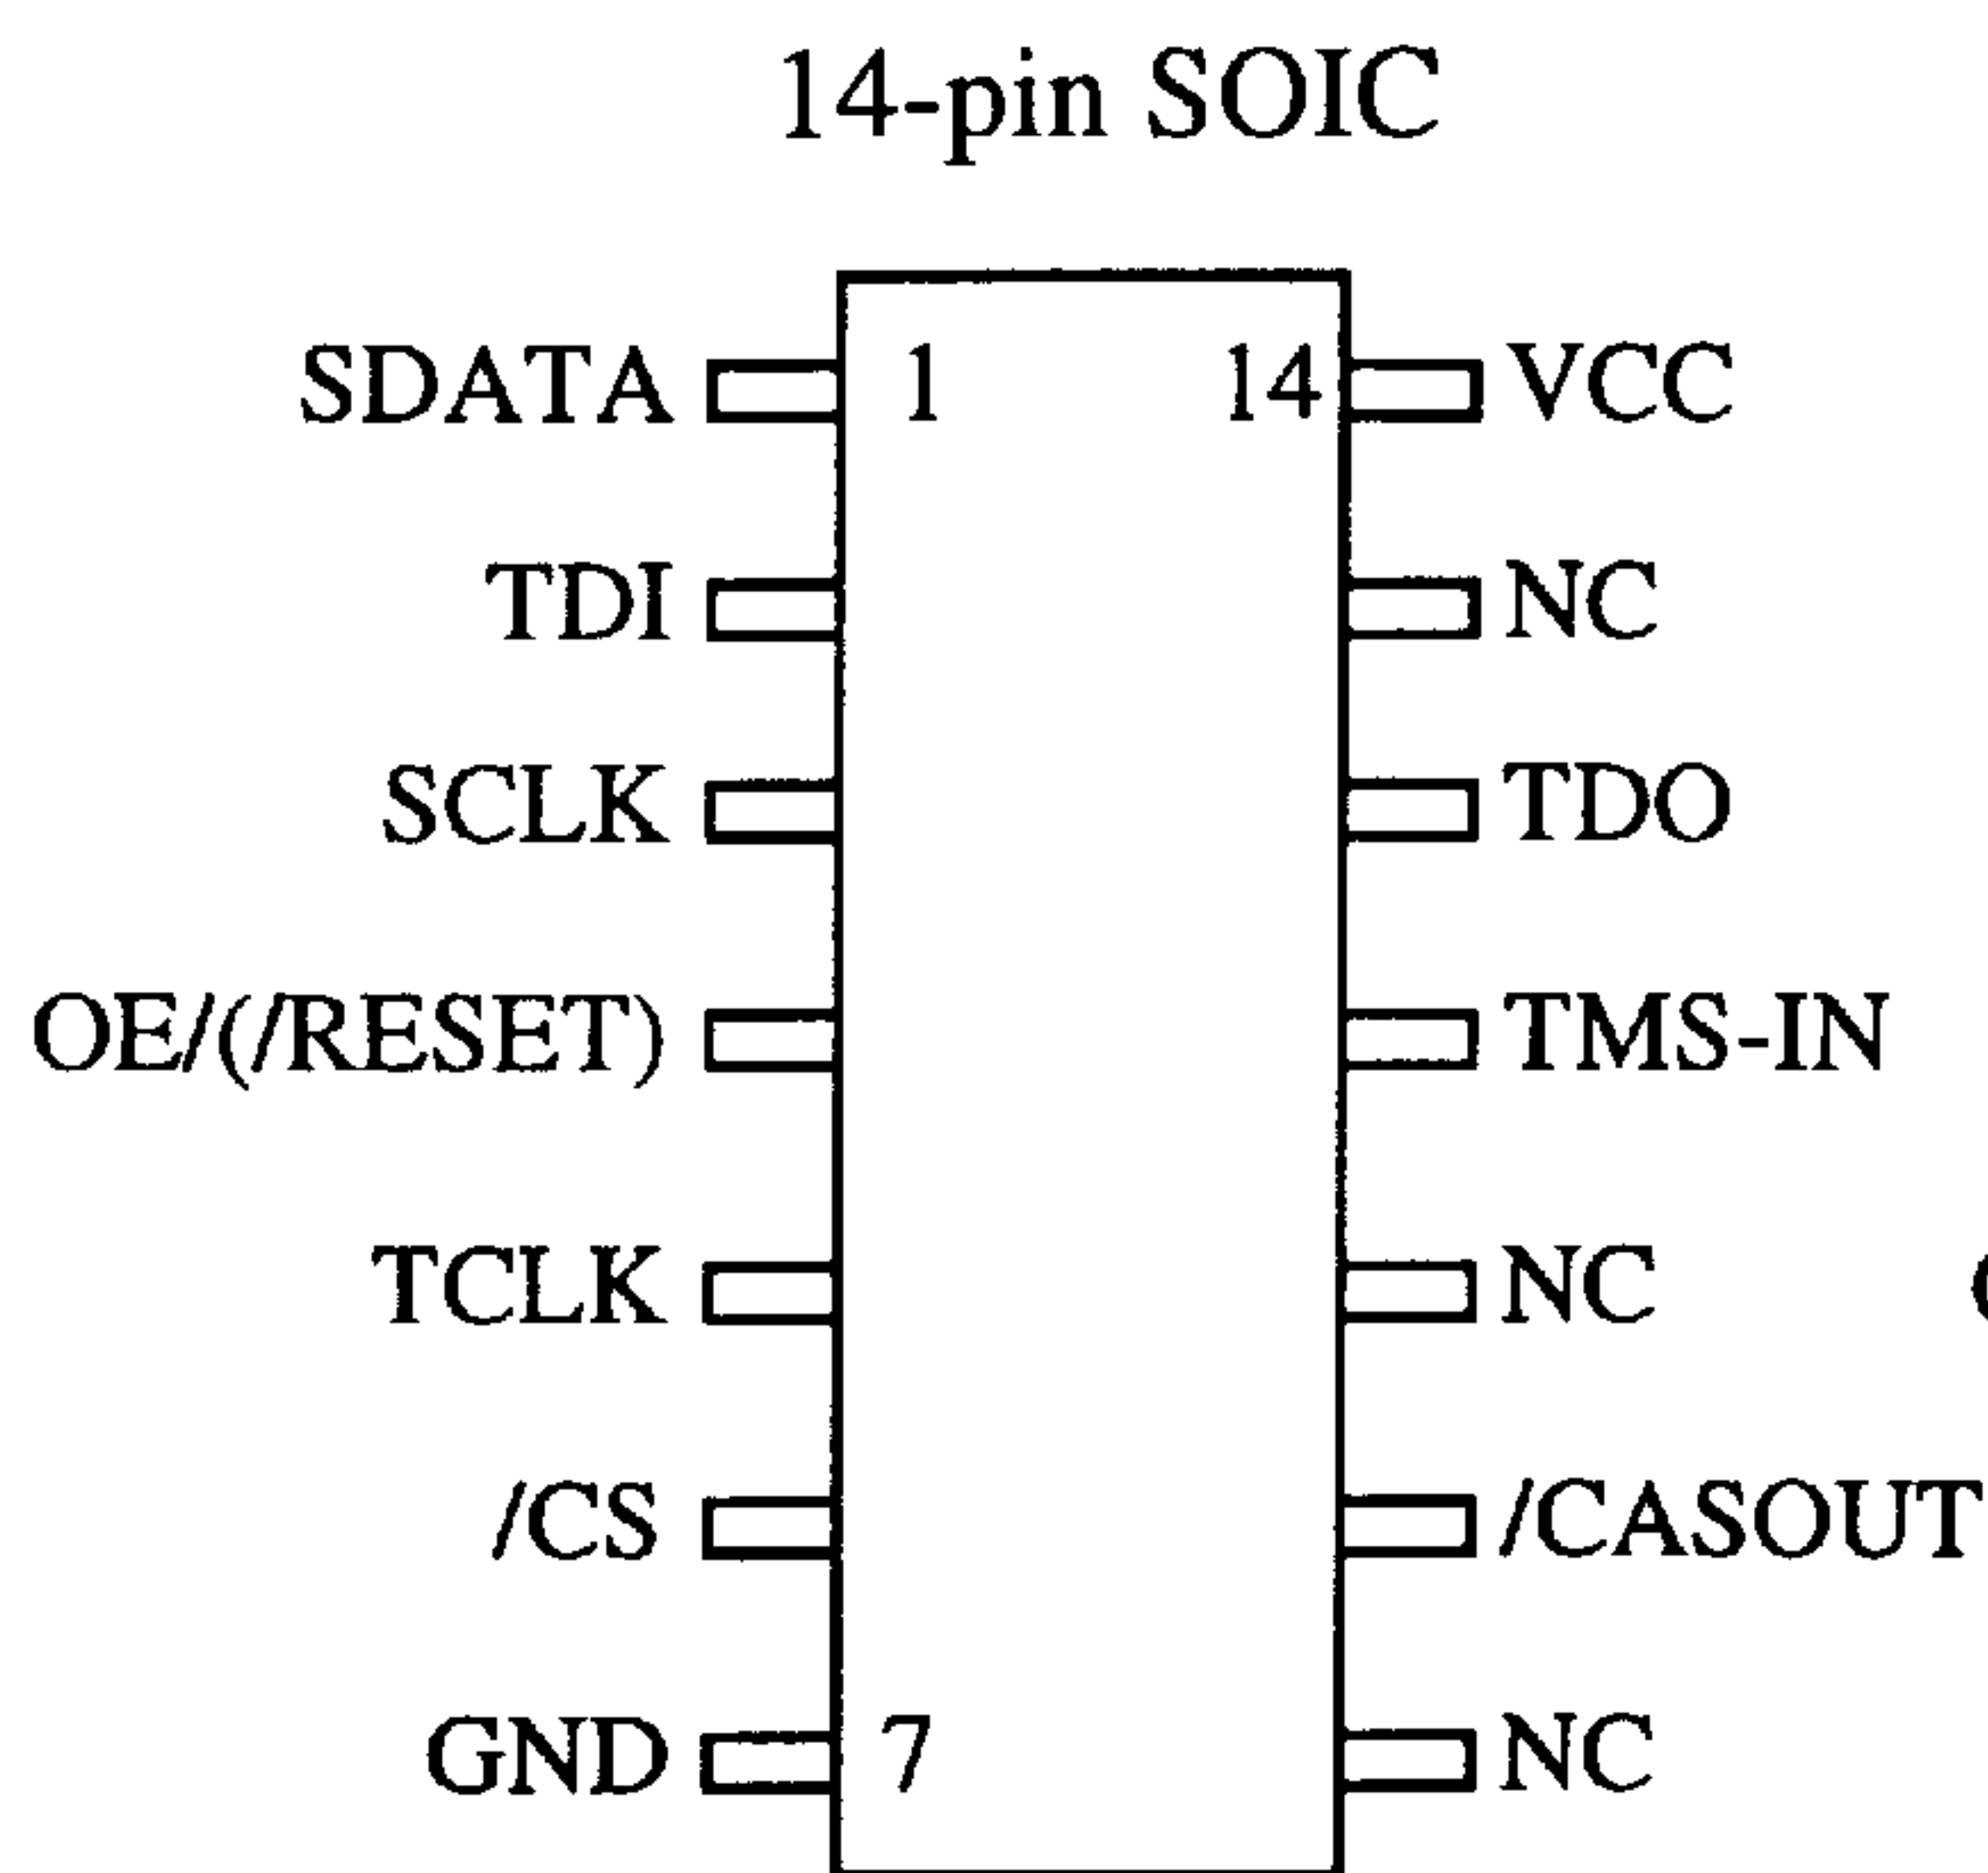 14-pin SOIC
SDATA 1 14 VCC
TDI NC
SCLK TDO
OE/(/RESET) TMS-IN
TCLK NC
/CS /CASOUT
GND 7 NC